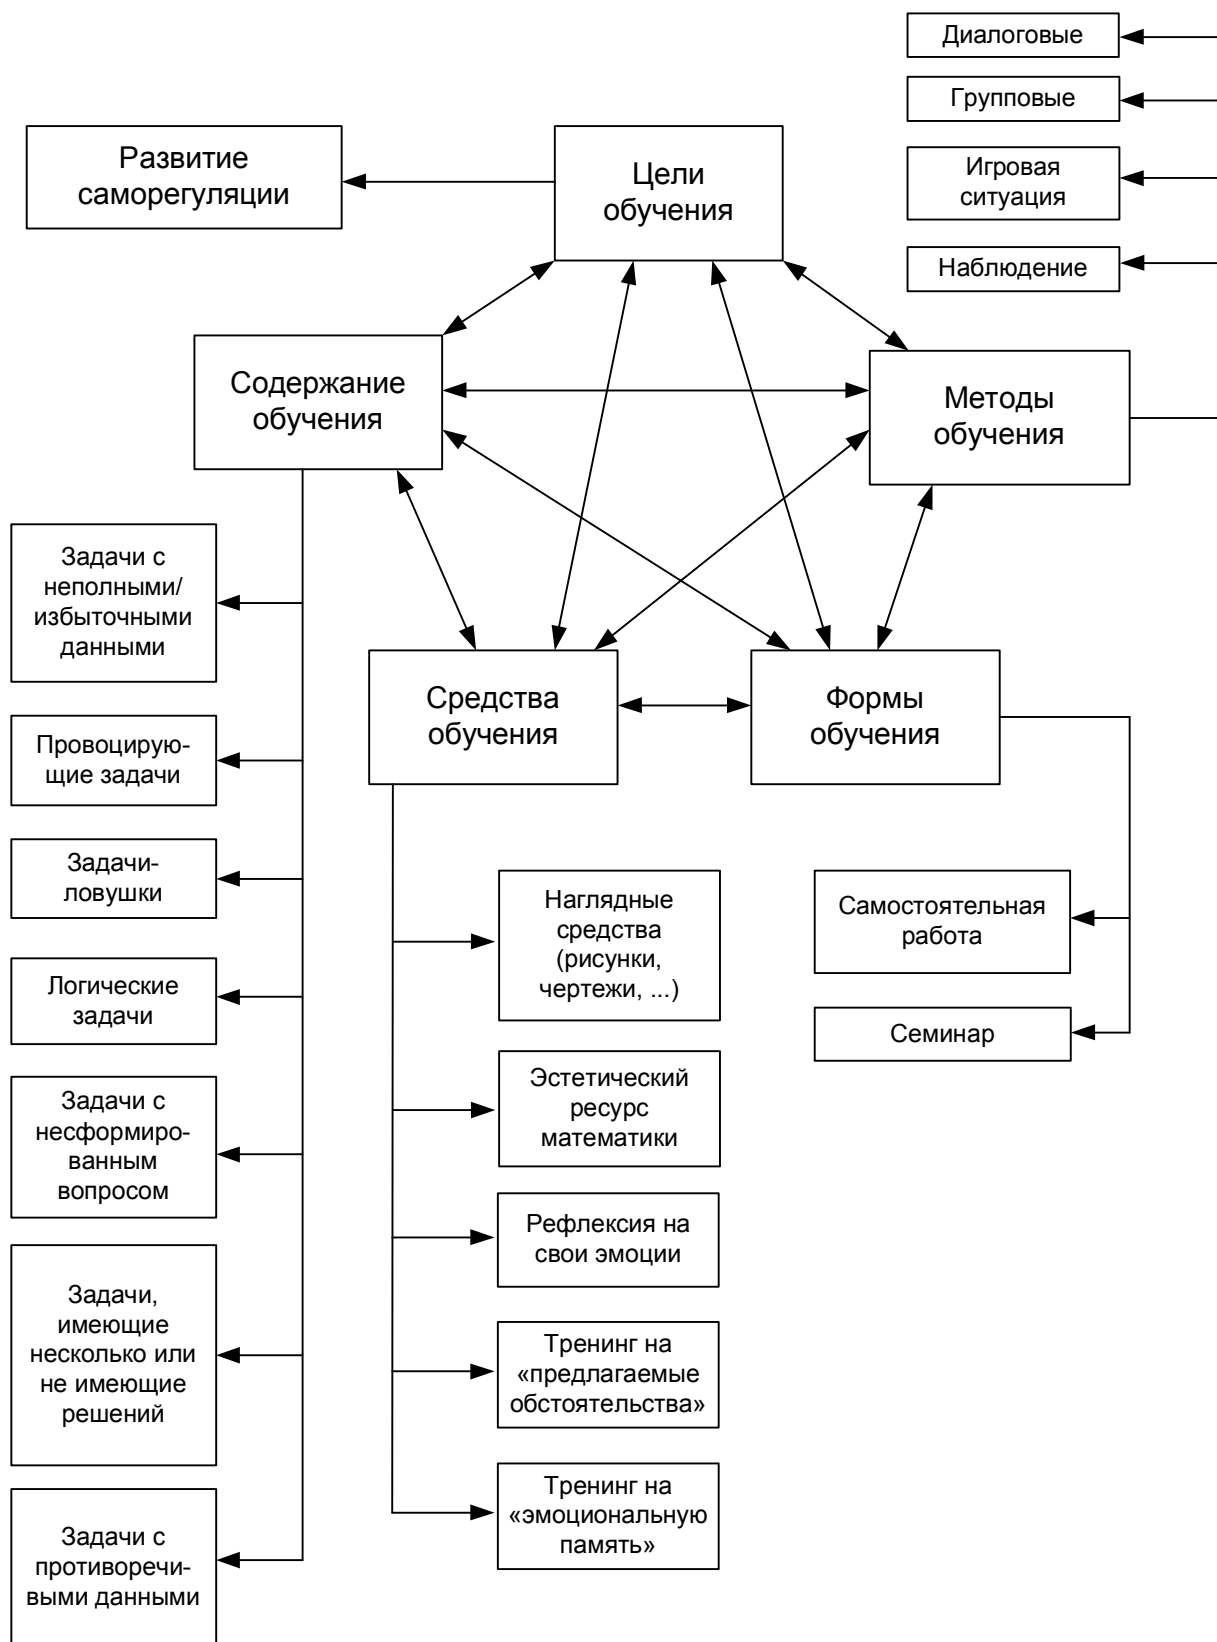 Диалоговые
Групповые
Игровая
ситуация
Наблюдение
Развитие
саморегуляции
Цели
обучения
Содержание
обучения
Методы
обучения
Средства
обучения
Формы
обучения
Задачи с
неполными/
избыточными
данными
Провоцирую-
щие задачи
Задачи-
ловушки
Логические
задачи
Задачи с
несформиро-
ванным
вопросом
Задачи,
имеющие
несколько или
не имеющие
решений
Задачи с
противоречи-
выми данными
Наглядные
средства
(рисунки,
чертежи, ...)
Эстетический
ресурс
математики
Рефлексия на
свои эмоции
Тренинг на
«предлагаемые
обстоятельства»
Тренинг на
«эмоциональную
память»
Самостоятельная
работа
Семинар